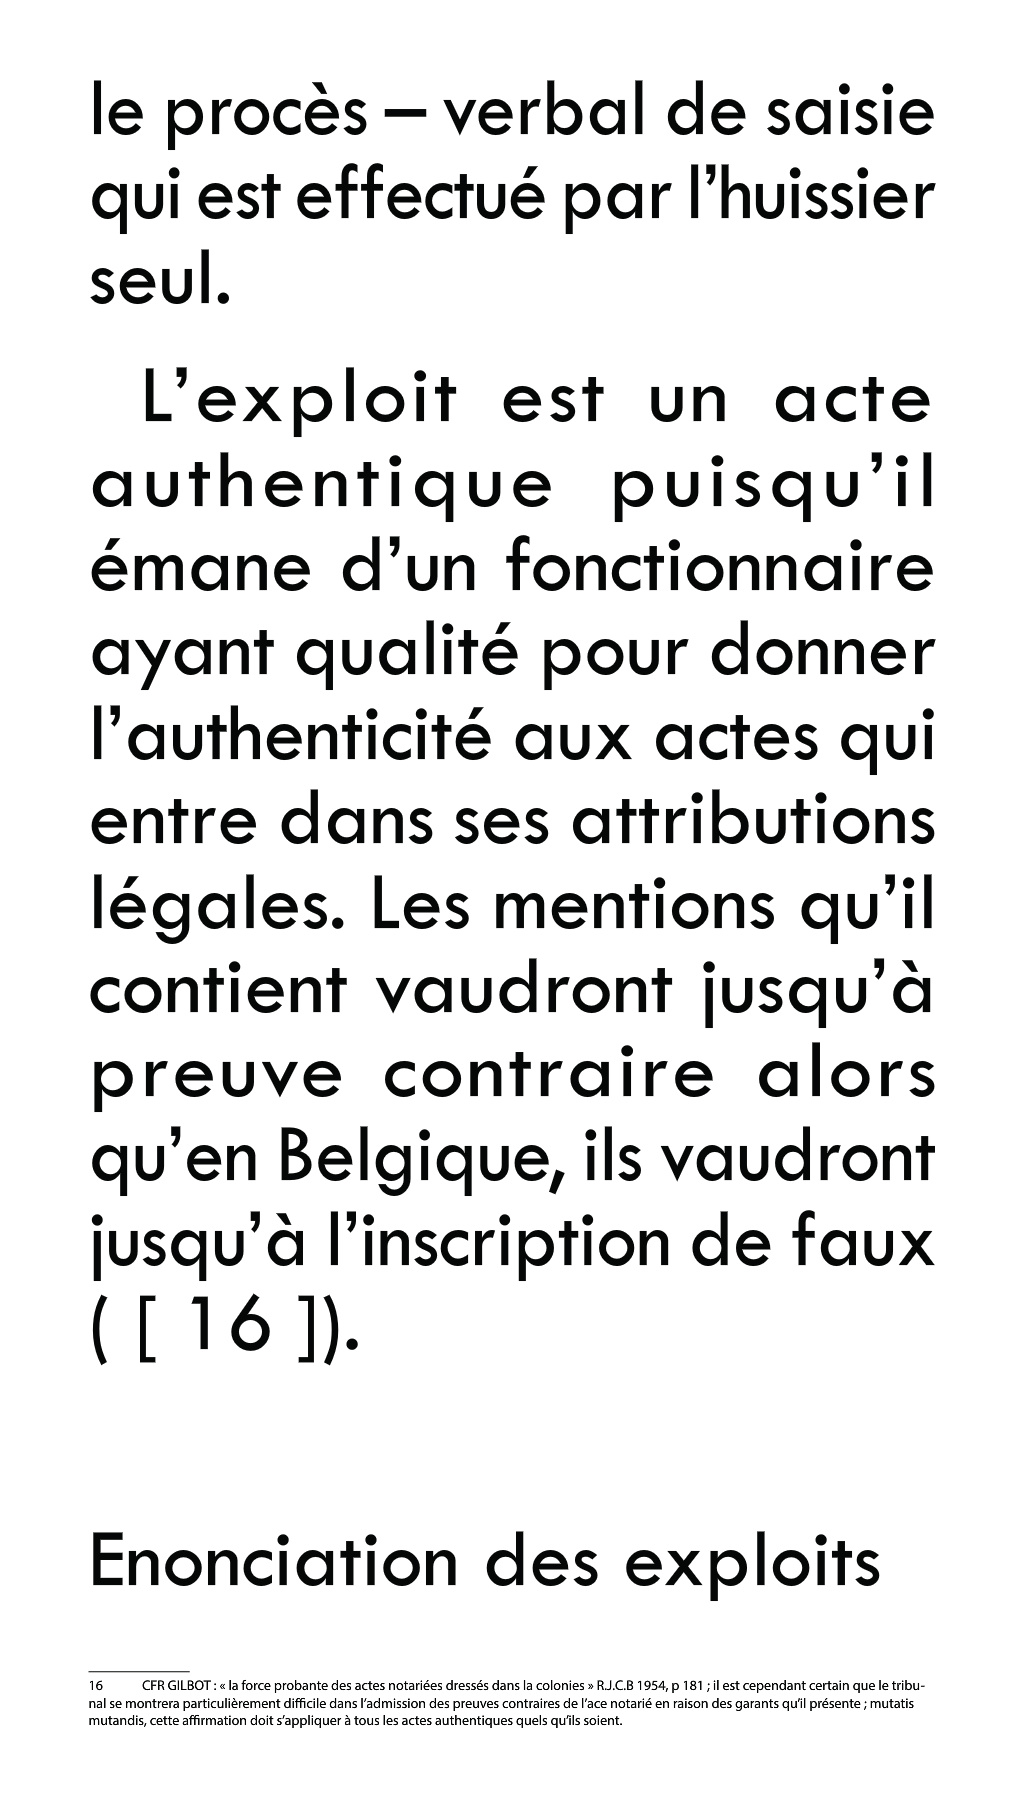 le procès – verbal de saisie
qui est effectué par l’huissier
seul.
L’exploit est un acte
authentique puisqu’il
émane d’un fonctionnaire
ayant qualité pour donner
l’authenticité aux actes qui
entre dans ses attributions
légales. Les mentions qu’il
contient vaudront jusqu’à
preuve contraire alors
qu’en Belgique, ils vaudront
jusqu’à l’inscription de faux
( [ 16 ]).
Enonciation des exploits
16 CFR GILBOT : « la force probante des actes notariées dressés dans la colonies » R.J.C.B 1954, p 181 ; il est cependant certain que le tribu-
nal se montrera particulièrement difficile dans l’admission des preuves contraires de l’ace notarié en raison des garants qu’il présente ; mutatis
mutandis, cette affirmation doit s’appliquer à tous les actes authentiques quels qu’ils soient.